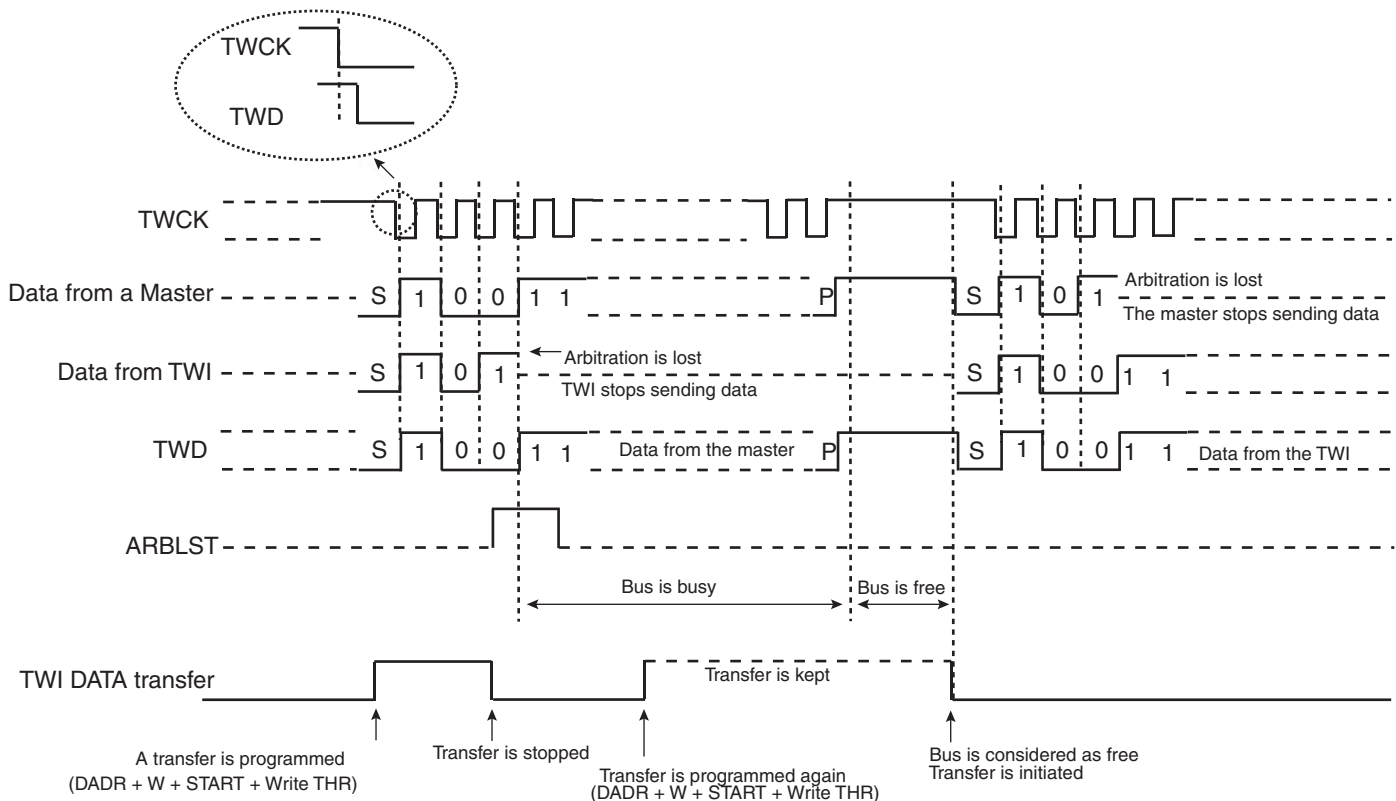 TWCK
TWD
TWCK
Data from a Master S 1 0 0 1 1 P S 1 0 1 Arbitration is lost
The master stops sending data
Data from TWI S 1 0 1 Arbitration is lost S 1 0 0 1 1
TWI stops sending data
TWD S 1 0 0 1 1 Data from the master P S 1 0 0 1 1 Data from the TWI
ARBLST
Bus is busy Bus is free
TWI DATA transfer Transfer is kept
A transfer is programmed
(DADR + W + START + Write THR)
Transfer is stopped
Transfer is programmed again
(DADR + W + START + Write THR)
Bus is considered as free
Transfer is initiated